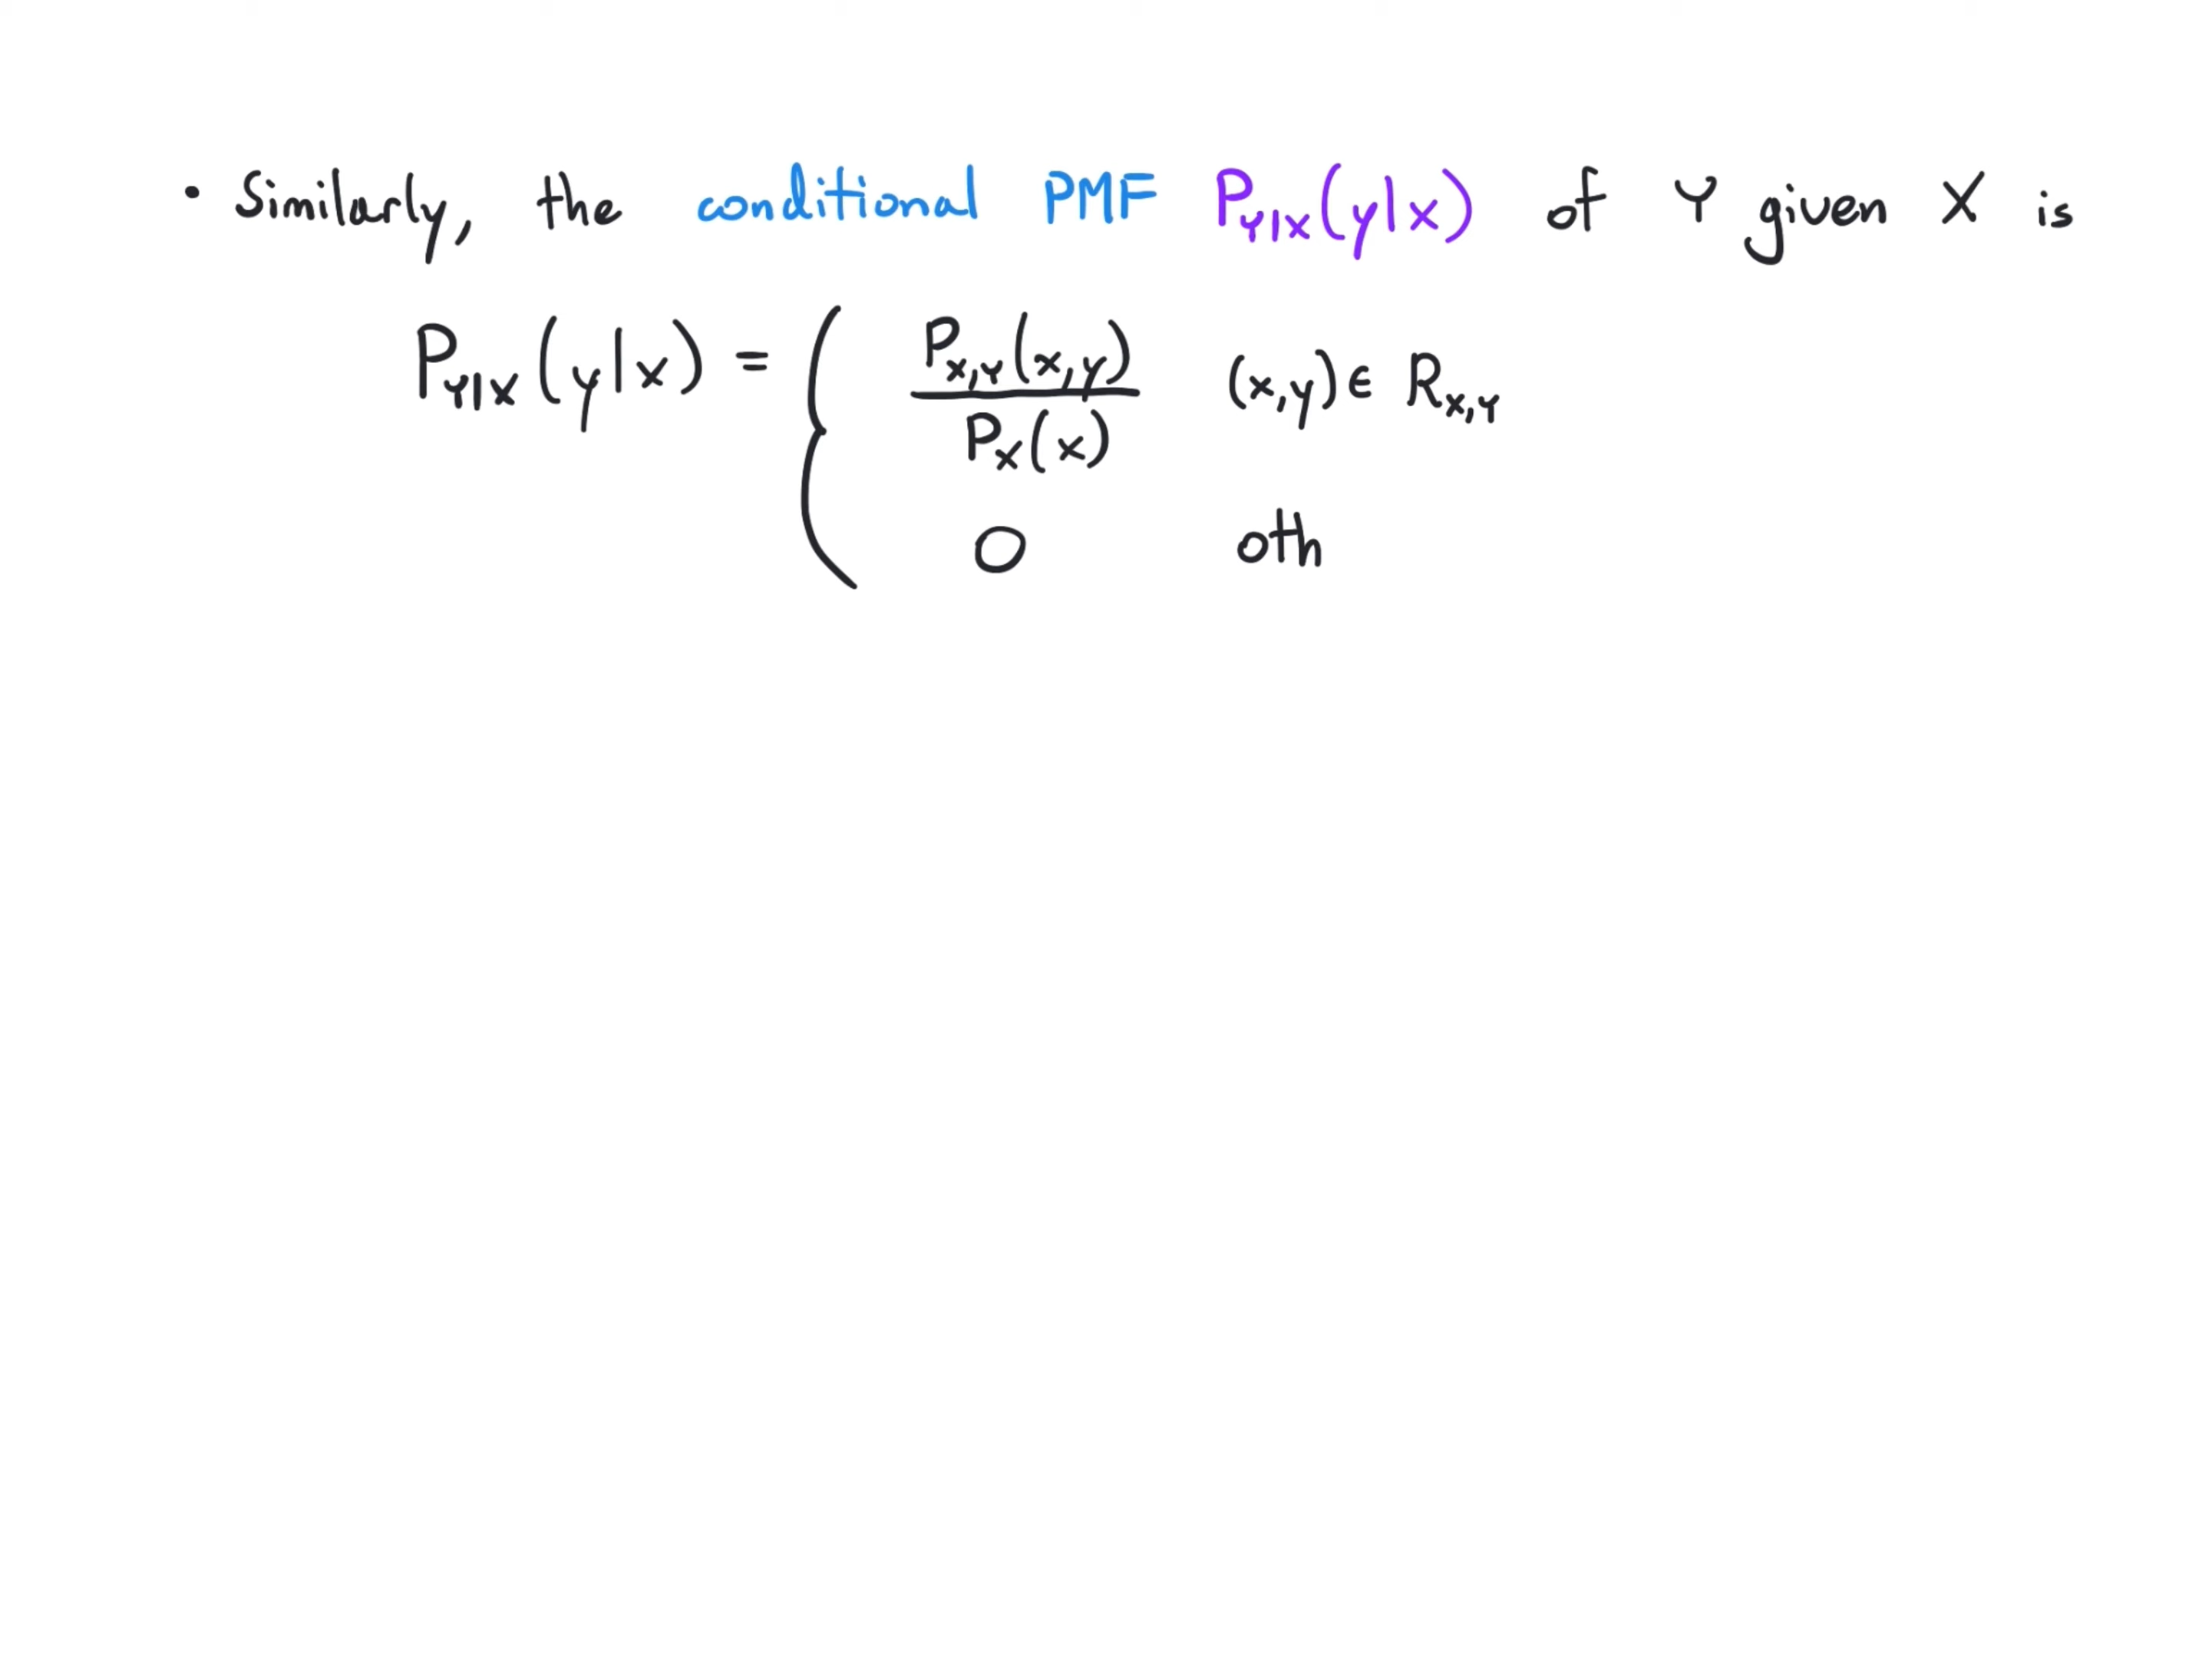 • Similarly, the conditional PMF P_{Y|X}(y|x) of Y given X is
P_{Y|X}(y|x) = { P_{X,Y}(x,y) / P_X(x)   (x,y) ∈ R_{X,Y}
0   oth